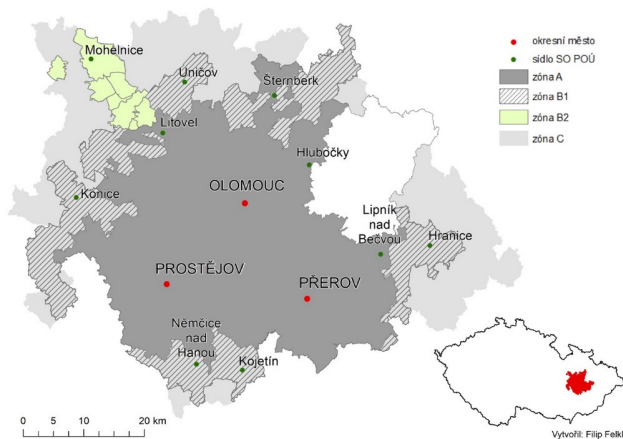 Mohelnice
Uničov
Šternberk
Litovel
Hlubočky
Konice
OLOMOUC
Lipník
nad
Bečvou
Hranice
PROSTĚJOV
PŘEROV
Němčice
nad
Hanou
Kojetín
okresní město
sídlo SO POÚ
zóna A
zóna B1
zóna B2
zóna C
0 5 10 20 km
Vytvořil: Filip Felkl